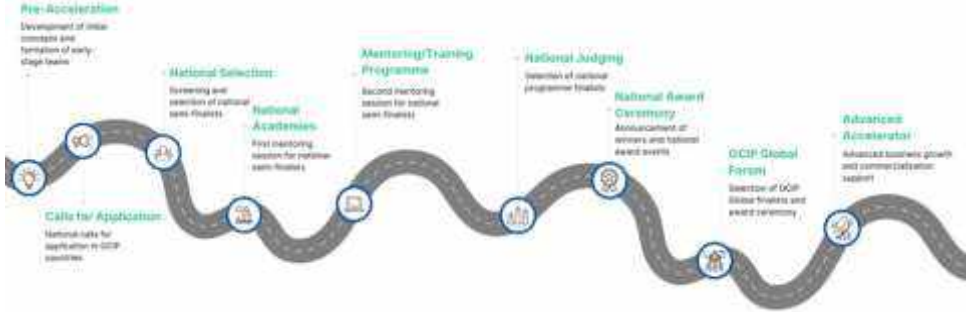 Pre-Acceleration
Development of initial
concepts and
formation of early-
stage teams
Calls for Application
National calls for
application in GCIP
countries
National Selection
Screening and
selection of national
semi-finalists
National
Academies
First mentoring
session for national
semi-finalists
Mentoring/Training
Programme
Second mentoring
session for national
semi-finalists
National Judging
Selection of national
programme finalists
National Award
Ceremony
Announcement of
winners and national
award events
GCIP Global
Forum
Selection of GCIP
Global finalists and
award ceremony
Advanced
Accelerator
Advanced business growth
and commercialization
support